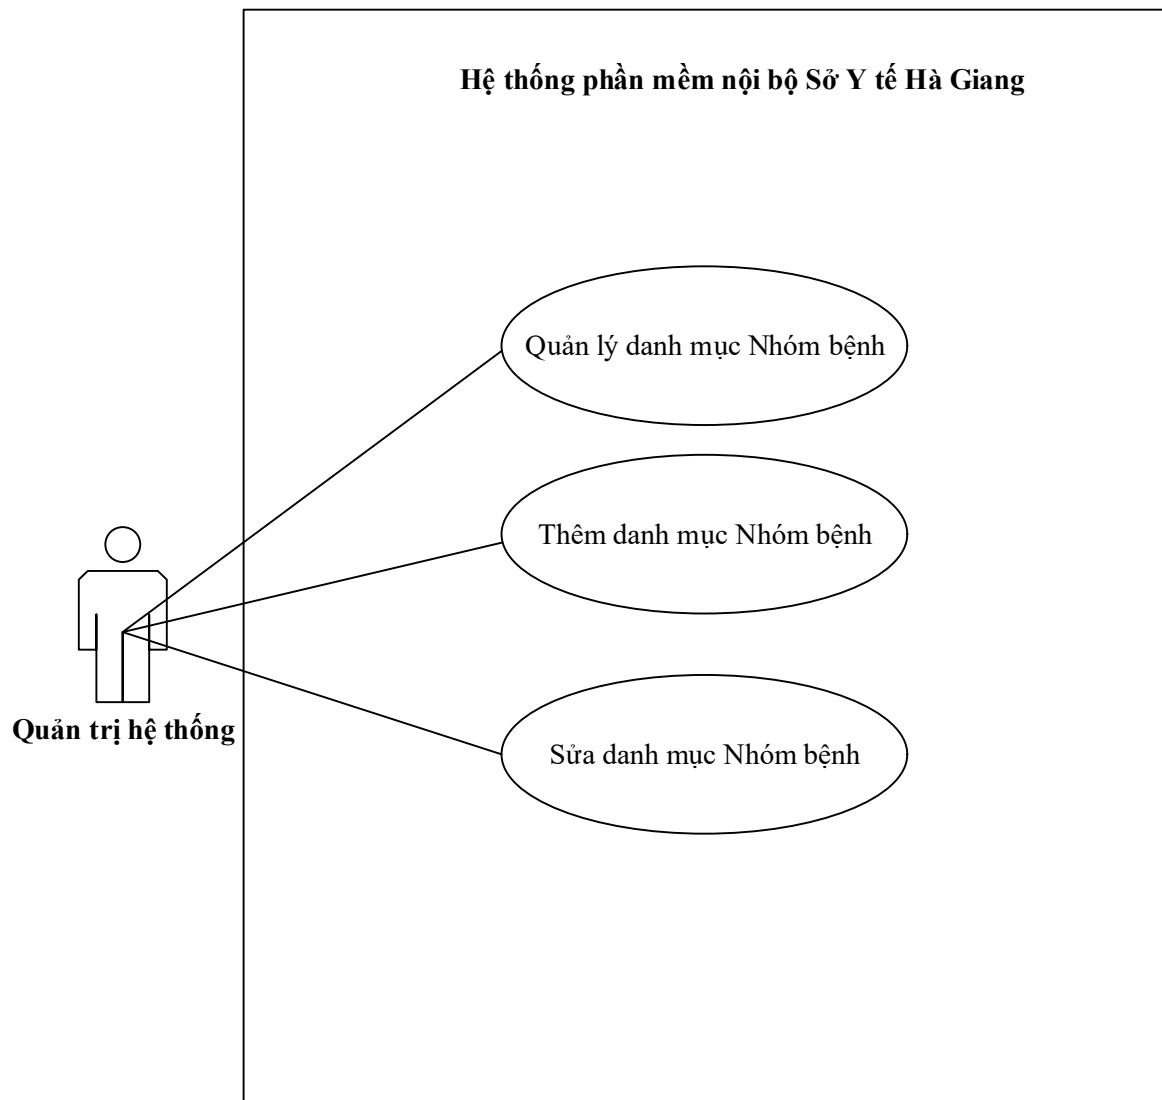 Hệ thống phần mềm nội bộ Sở Y tế Hà Giang
Quản lý danh mục Nhóm bệnh
Thêm danh mục Nhóm bệnh
Quản trị hệ thống
Sửa danh mục Nhóm bệnh